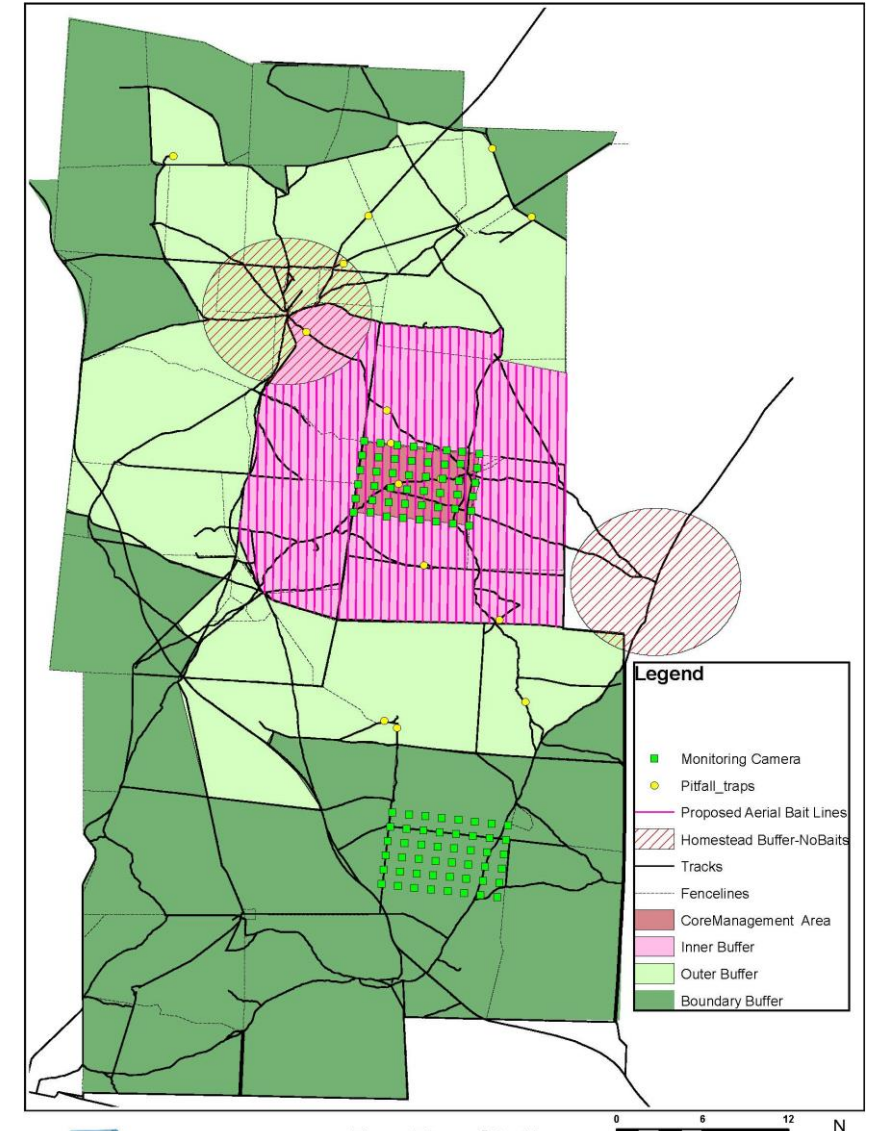 Legend
Monitoring Camera
Pitfall_traps
Proposed Aerial Bait Lines
Homestead Buffer-NoBaits
Tracks
Fencelines
CoreManagement Area
Inner Buffer
Outer Buffer
Boundary Buffer
0 6 12
N